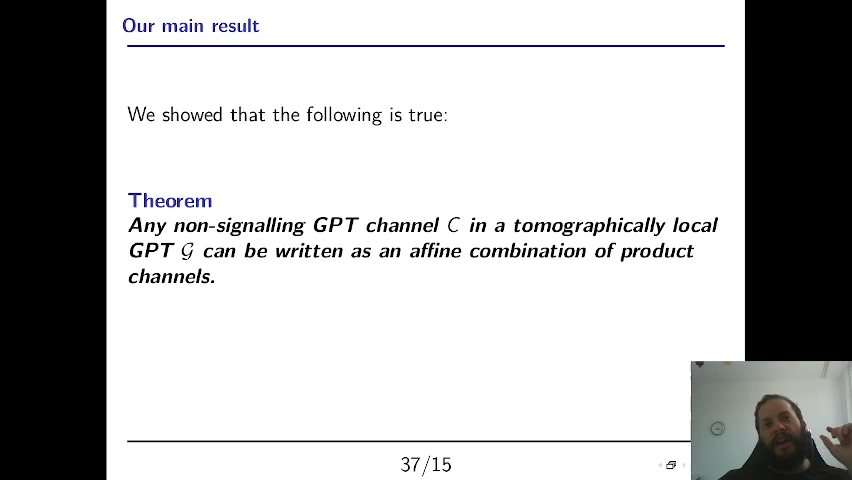 Our main result
We showed that the following is true:
Theorem
Any non-signalling GPT channel C in a tomographically local
GPT 𝒢 can be written as an affine combination of product
channels.
37/15